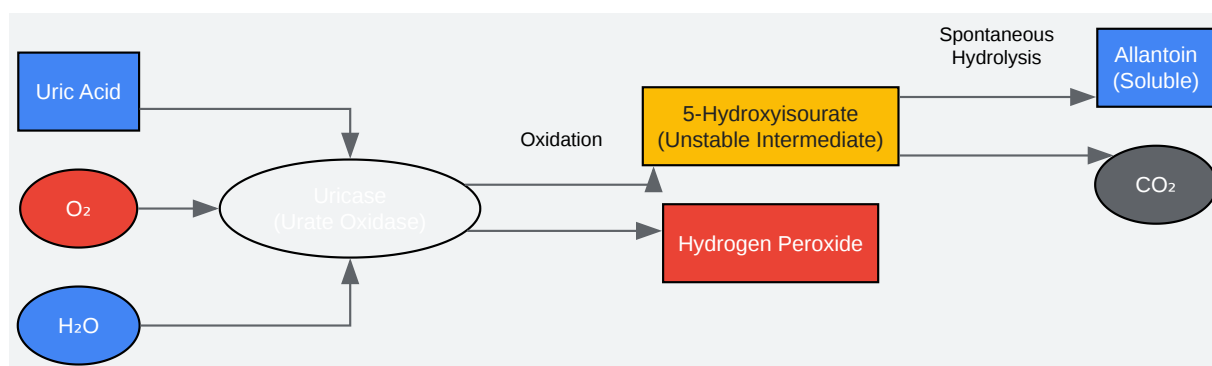 Uric Acid
O₂
H₂O
Uricase
(Urate Oxidase)
Oxidation
5-Hydroxyisourate
(Unstable Intermediate)
Hydrogen Peroxide
Spontaneous
Hydrolysis
Allantoin
(Soluble)
CO₂